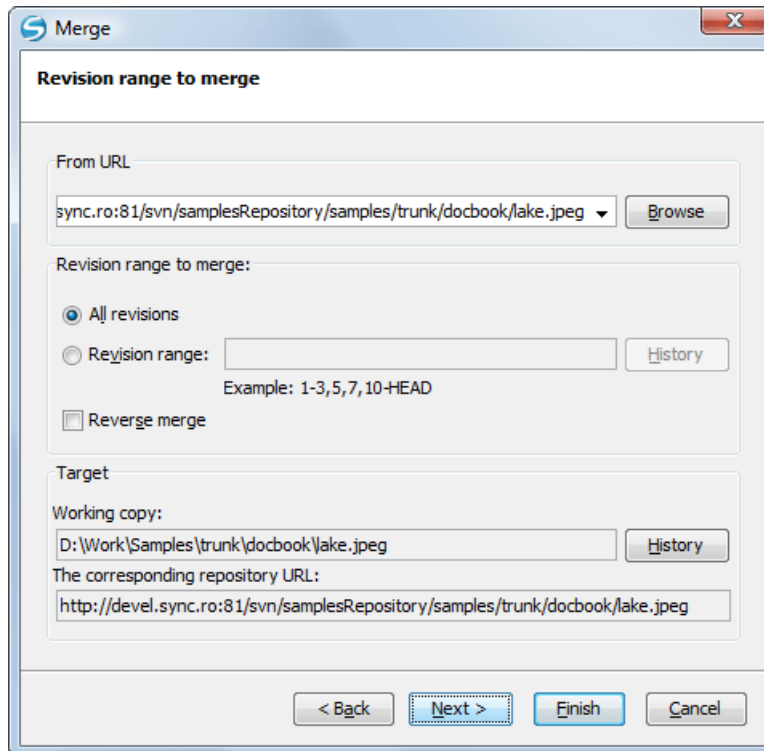 Merge
Revision range to merge
From URL
sync.ro:81/svn/samplesRepository/samples/trunk/docbook/lake.jpeg Browse
Revision range to merge:
All revisions
Revision range: History
Example: 1-3,5,7,10-HEAD
Reverse merge
Target
Working copy:
D:\Work\Samples\trunk\docbook\lake.jpeg History
The corresponding repository URL:
http://devel.sync.ro:81/svn/samplesRepository/samples/trunk/docbook/lake.jpeg
< Back Next > Finish Cancel